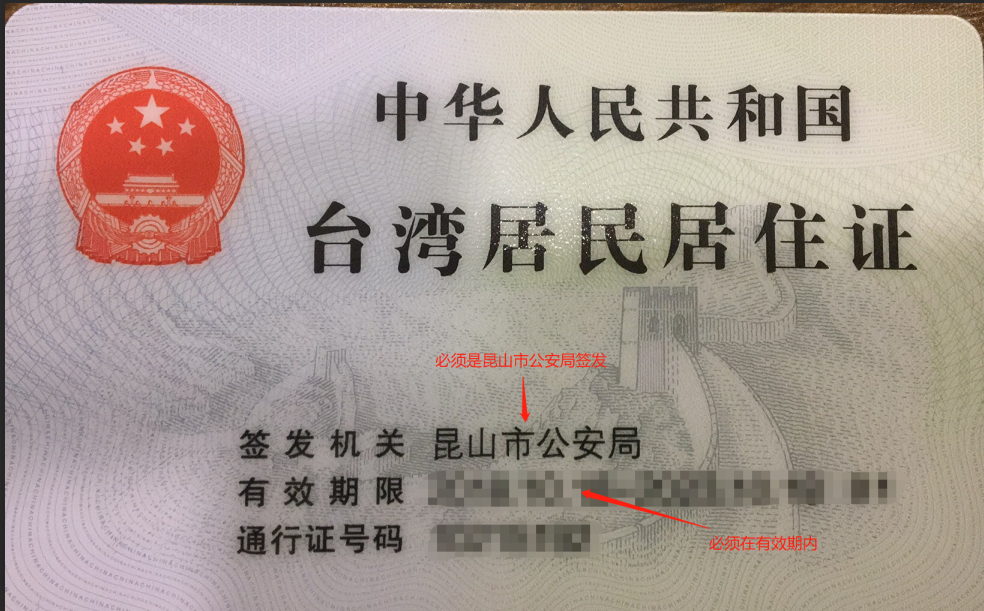 中华人民共和国
台湾居民居住证
必须是昆山市公安局签发
签发机关 昆山市公安局
有效期限
通行证号码
必须在有效期内